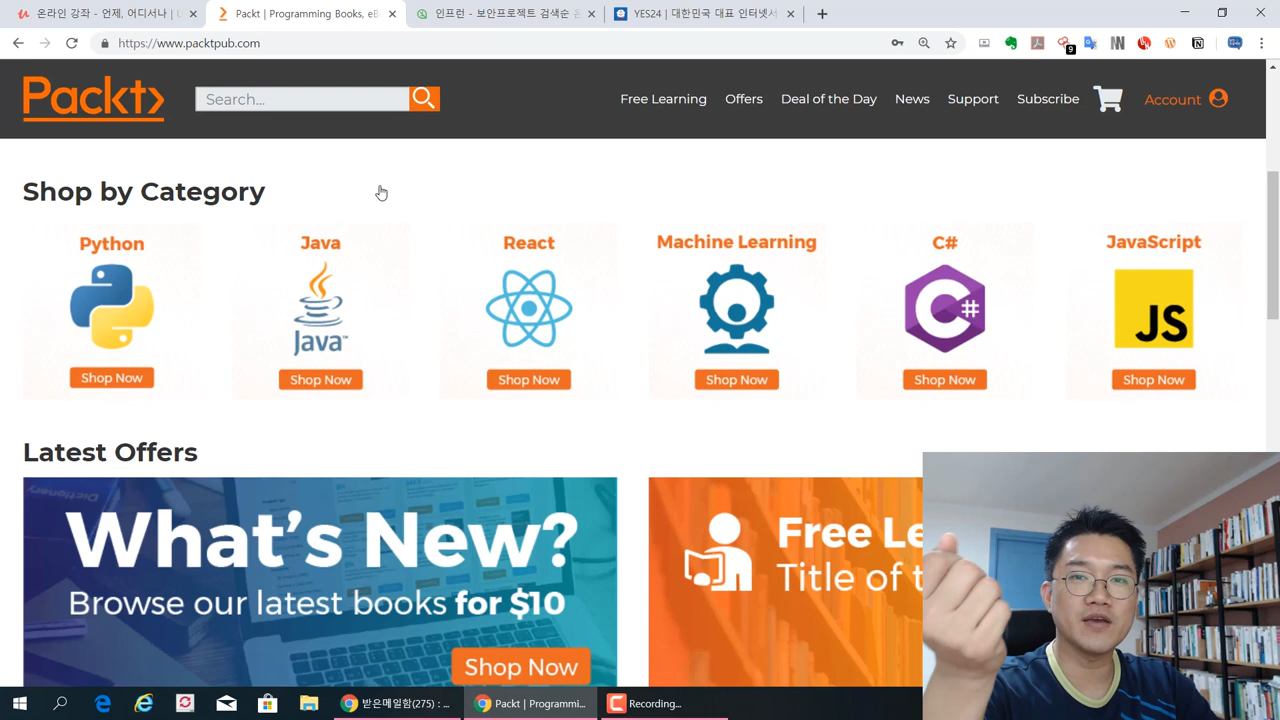 온라인 강좌 - 언제, 어디서나 | U
Packt | Programming Books, eB
인프런 - 보안프로젝트 검색순 온
YES24 | 대한민국 대표 인터넷서
https://www.packtpub.com
9
Packt>
Search...
Free Learning
Offers
Deal of the Day
News
Support
Subscribe
Account
Shop by Category
Python
Java
React
Machine Learning
C#
JavaScript
Java™
C#
JS
Shop Now
Shop Now
Shop Now
Shop Now
Shop Now
Shop Now
Latest Offers
Dictionary
What's New?
Browse our latest books for $10
Shop Now
Free Le
Title of t
받은메일함(275) : ...
Packt | Programmi...
Recording...